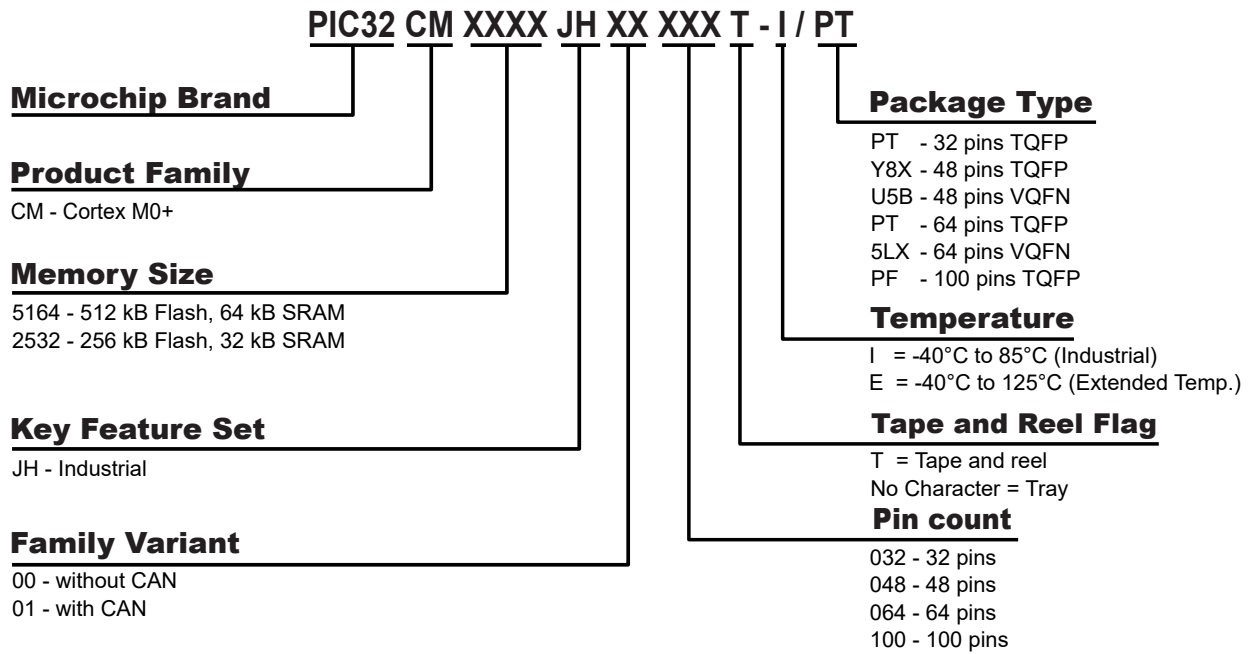 PIC32 CM XXXX JH XX XXX T - I / PT
Microchip Brand
Product Family
CM - Cortex M0+
Memory Size
5164 - 512 kB Flash, 64 kB SRAM
2532 - 256 kB Flash, 32 kB SRAM
Key Feature Set
JH - Industrial
Family Variant
00 - without CAN
01 - with CAN
Package Type
PT - 32 pins TQFP
Y8X - 48 pins TQFP
U5B - 48 pins VQFN
PT - 64 pins TQFP
5LX - 64 pins VQFN
PF - 100 pins TQFP
Temperature
I = -40°C to 85°C (Industrial)
E = -40°C to 125°C (Extended Temp.)
Tape and Reel Flag
T = Tape and reel
No Character = Tray
Pin count
032 - 32 pins
048 - 48 pins
064 - 64 pins
100 - 100 pins